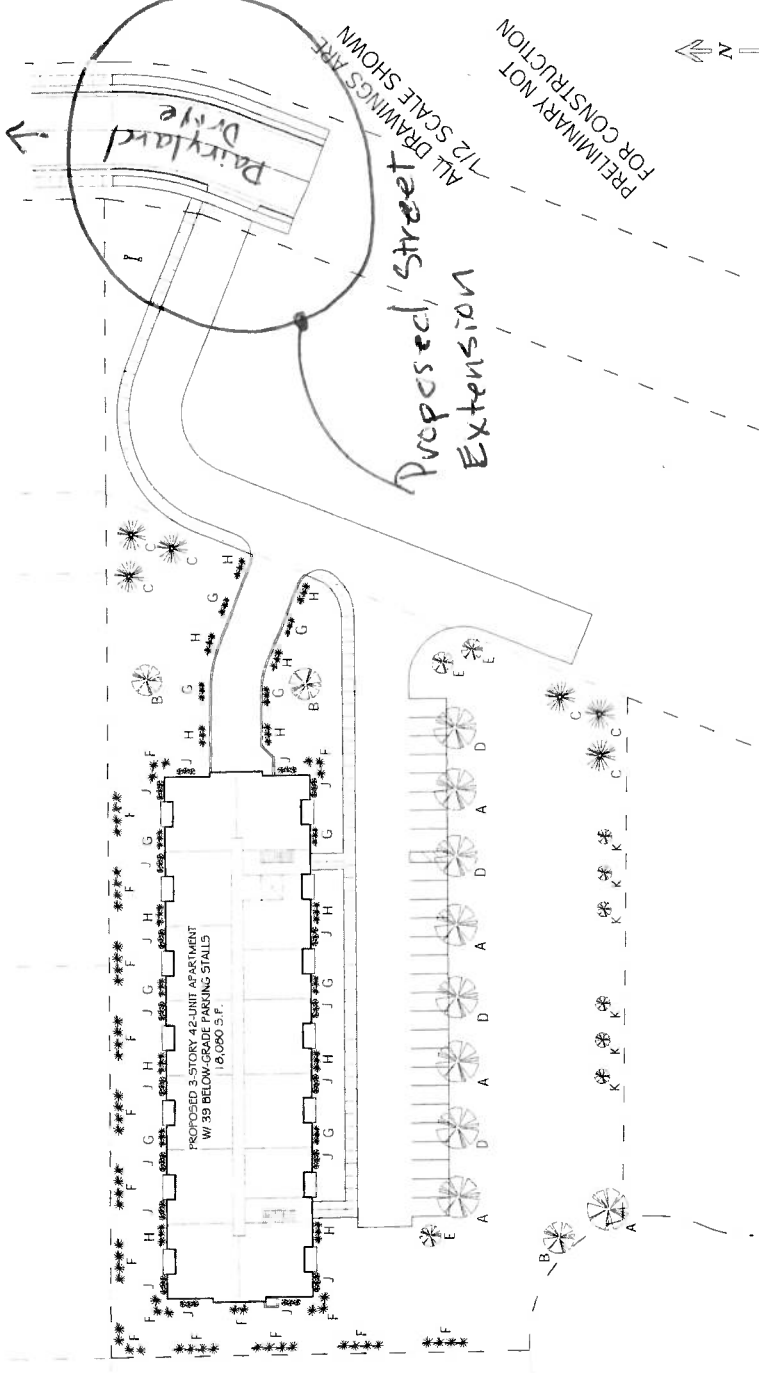 Dairyland
Drive
ALL DRAWINGS ARE
1/2 SCALE SHOWN
PRELIMINARY NOT
FOR CONSTRUCTION
N
Proposed Street
Extension
PROPOSED 3-STORY 42-UNIT APARTMENT
W/ 39 BELOW-GRADE PARKING STALLS
18,080 S.F.
C
C
C
H
G
H
G
H
B
H
G
H
G
H
B
E
E
C
C
C
F
F
F
F
F
F
F
F
J
J G
J H
J G
J H
J G
J
H
J
J
F
J
F
J
G
H
J G
J H
J G
J
H
J
F
J
J
F
F
F
F
F
D
A
D
A
D
A
D
A
E
K
K
K
K
K
K
B
A